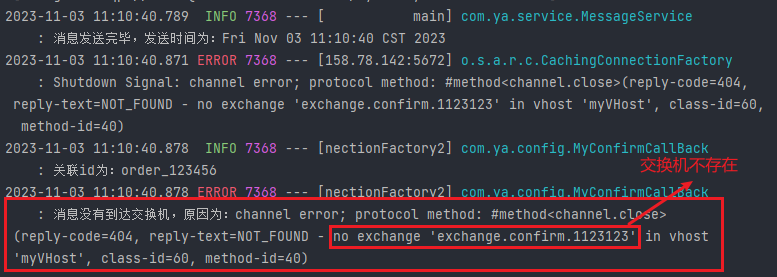 2023-11-03 11:10:40.789  INFO 7368 --- [           main] com.ya.service.MessageService
: 消息发送完毕，发送时间为：Fri Nov 03 11:10:40 CST 2023
2023-11-03 11:10:40.871 ERROR 7368 --- [158.78.142:5672] o.s.a.r.c.CachingConnectionFactory
: Shutdown Signal: channel error; protocol method: #method<channel.close>(reply-code=404,
reply-text=NOT_FOUND - no exchange 'exchange.confirm.1123123' in vhost 'myVHost', class-id=60,
method-id=40)
2023-11-03 11:10:40.878  INFO 7368 --- [nectionFactory2] com.ya.config.MyConfirmCallBack
: 关联id为：order_123456
交换机不存在
2023-11-03 11:10:40.878 ERROR 7368 --- [nectionFactory2] com.ya.config.MyConfirmCallBack
: 消息没有到达交换机，原因为：channel error; protocol method: #method<channel.close>
(reply-code=404, reply-text=NOT_FOUND - no exchange 'exchange.confirm.1123123' in vhost
'myVHost', class-id=60, method-id=40)